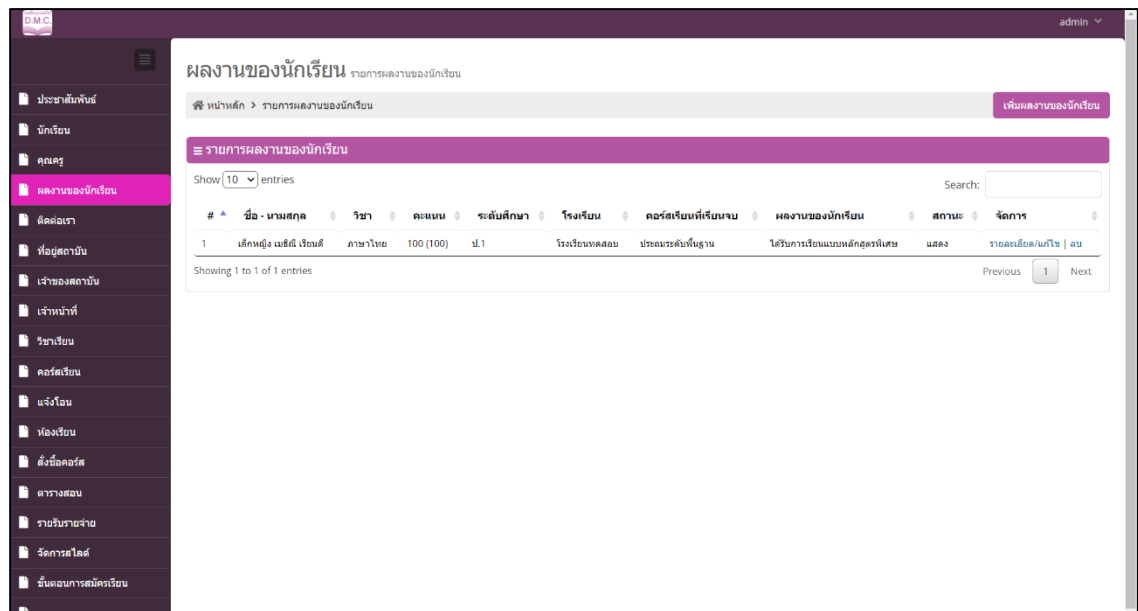 D.M.C.
admin
ผลงานของนักเรียน รายการผลงานของนักเรียน
หน้าหลัก > รายการผลงานของนักเรียน
เพิ่มผลงานของนักเรียน
ประชาสัมพันธ์
นักเรียน
คุณครู
ผลงานของนักเรียน
ติดต่อเรา
ที่อยู่สถาบัน
เจ้าของสถาบัน
เจ้าหน้าที่
วิชาเรียน
คอร์สเรียน
แจ้งโอน
ห้องเรียน
สั่งซื้อคอร์ส
ตารางสอน
รายรับรายจ่าย
จัดการสไลด์
ขั้นตอนการสมัครเรียน
รายการผลงานของนักเรียน
Show 10 entries
Search:
# ชื่อ - นามสกุล วิชา คะแนน ระดับศึกษา โรงเรียน คอร์สเรียนที่เรียนจบ ผลงานของนักเรียน สถานะ จัดการ
1 เด็กหญิง เมธิณี เรียนดี ภาษาไทย 100 (100) ป.1 โรงเรียนทดสอบ ประถมระดับพื้นฐาน ได้รับการเรียนแบบหลักสูตรพิเศษ แสดง รายละเอียด/แก้ไข | ลบ
Showing 1 to 1 of 1 entries
Previous 1 Next